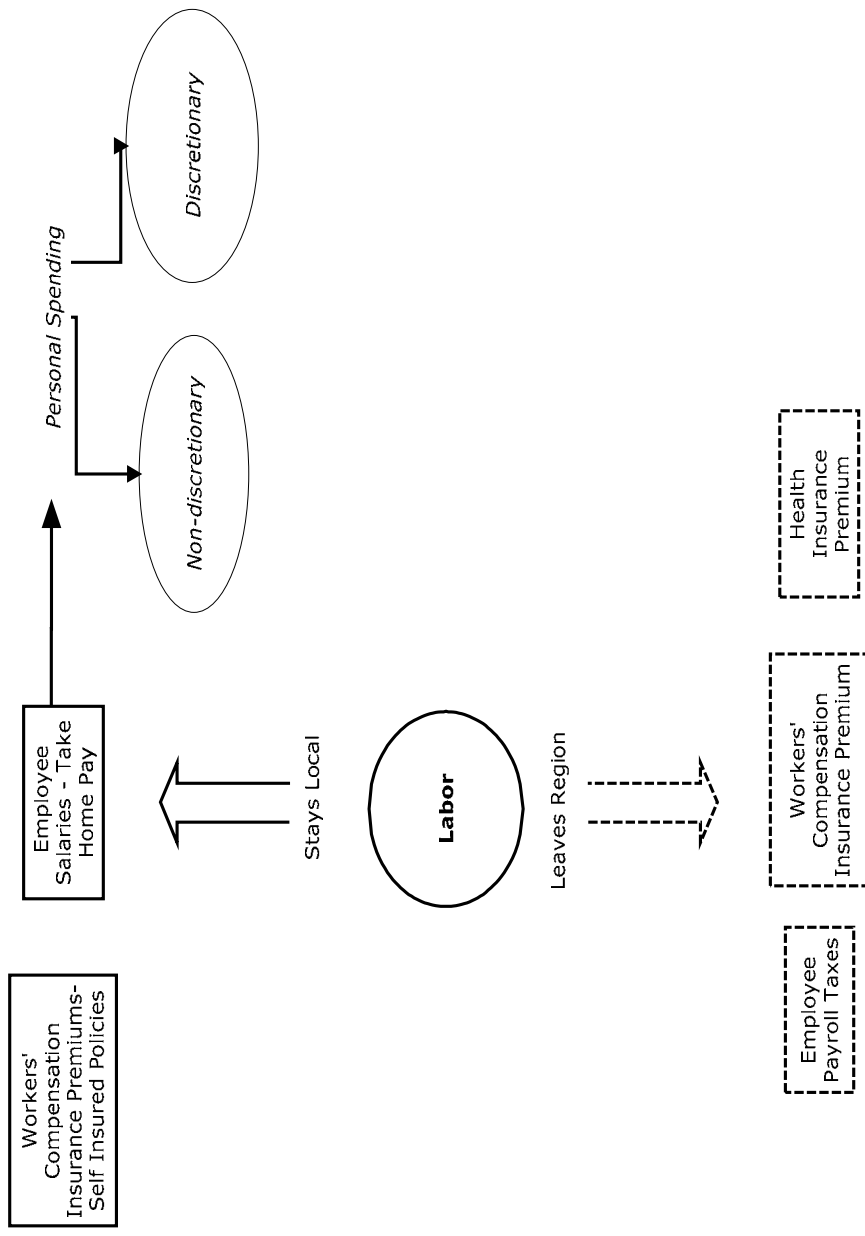 Workers'
Compensation
Insurance Premiums-
Self Insured Policies
Employee
Salaries - Take
Home Pay
Personal Spending
Non-discretionary
Discretionary
Stays Local
Labor
Leaves Region
Employee
Payroll Taxes
Workers'
Compensation
Insurance Premium
Health
Insurance
Premium